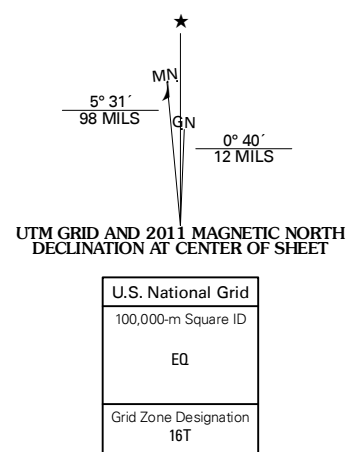 ★
MN
5° 31´
98 MILS
GN
0° 40´
12 MILS
UTM GRID AND 2011 MAGNETIC NORTH
DECLINATION AT CENTER OF SHEET
U.S. National Grid
100,000-m Square ID
EQ
Grid Zone Designation
16T